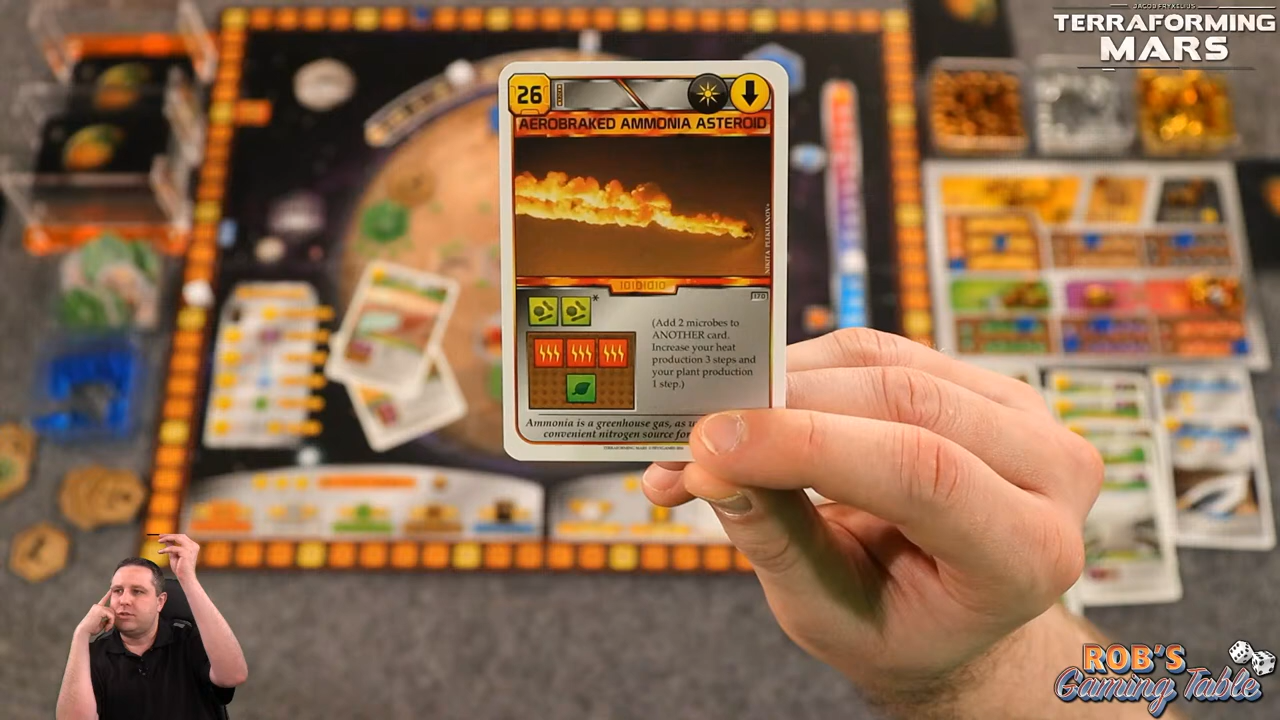 JACOB FRYXELIUS
TERRAFORMING
MARS
26
AEROBRAKED AMMONIA ASTEROID
NIKITA PLEKHANOV
170
*
(Add 2 microbes to
ANOTHER card.
Increase your heat
production 3 steps and
your plant production
1 step.)
Ammonia is a greenhouse gas, as
convenient nitrogen source for
ROB'S
Gaming Table